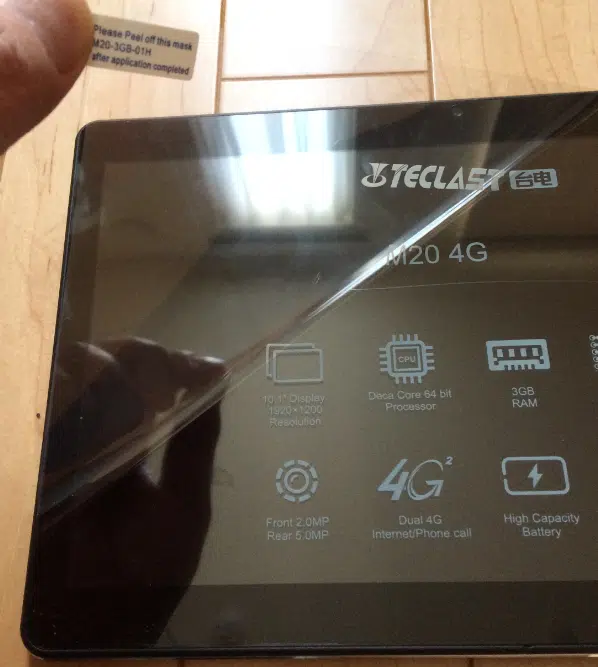 Please Peel off this mask
M20-3GB-01H
after application completed
TECLAST 台电
M20 4G
CPU
10.1" Display
1920×1200
Resolution
Deca Core 64 bit
Processor
3GB
RAM
Front 2.0MP
Rear 5.0MP
4G²
Dual 4G
Internet/Phone call
High Capacity
Battery